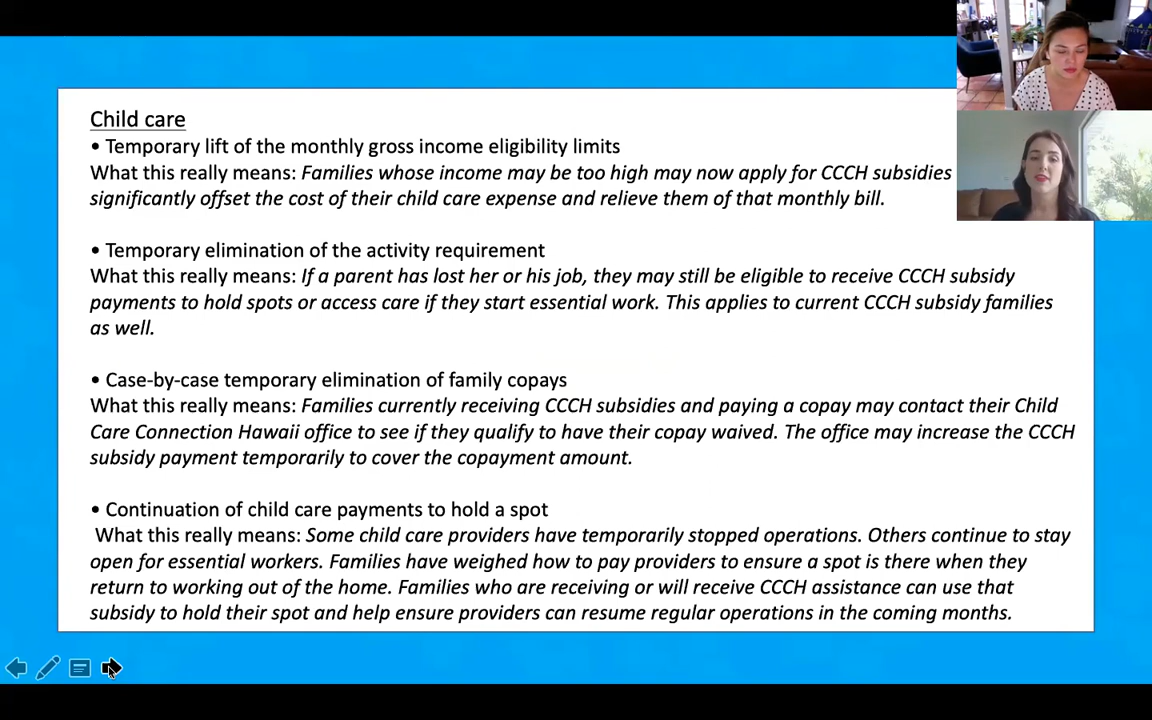 Child care
• Temporary lift of the monthly gross income eligibility limits
What this really means: Families whose income may be too high may now apply for CCCH subsidies
significantly offset the cost of their child care expense and relieve them of that monthly bill.
• Temporary elimination of the activity requirement
What this really means: If a parent has lost her or his job, they may still be eligible to receive CCCH subsidy
payments to hold spots or access care if they start essential work. This applies to current CCCH subsidy families
as well.
• Case-by-case temporary elimination of family copays
What this really means: Families currently receiving CCCH subsidies and paying a copay may contact their Child
Care Connection Hawaii office to see if they qualify to have their copay waived. The office may increase the CCCH
subsidy payment temporarily to cover the copayment amount.
• Continuation of child care payments to hold a spot
What this really means: Some child care providers have temporarily stopped operations. Others continue to stay
open for essential workers. Families have weighed how to pay providers to ensure a spot is there when they
return to working out of the home. Families who are receiving or will receive CCCH assistance can use that
subsidy to hold their spot and help ensure providers can resume regular operations in the coming months.